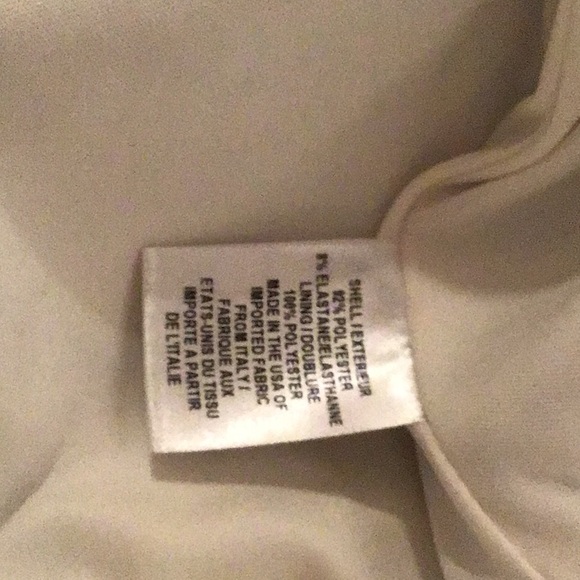 SHELL / EXTERIEUR
92% POLYESTER
8% ELASTANE/ELASTHANNE
LINING / DOUBLURE
100% POLYESTER
MADE IN THE USA OF
IMPORTED FABRIC
FROM ITALY /
FABRIQUE AUX
ETATS-UNIS DU TISSU
IMPORTE A PARTIR
DE L'ITALIE